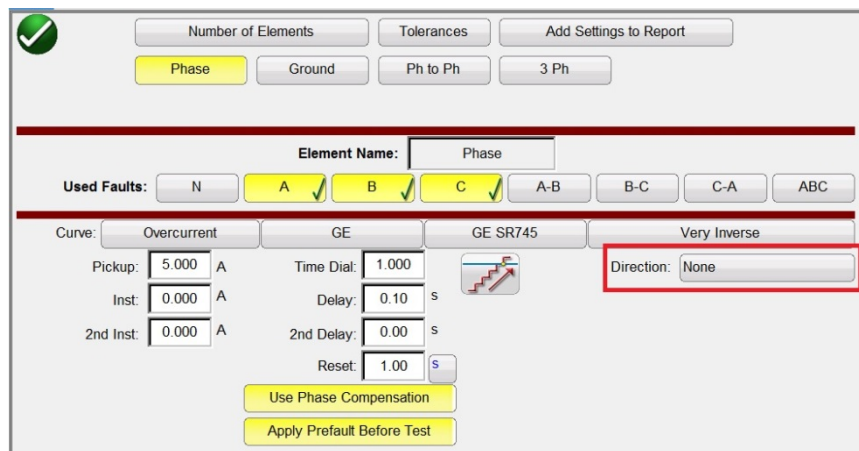 Number of Elements Tolerances Add Settings to Report
Phase Ground Ph to Ph 3 Ph
Element Name: Phase
Used Faults: N A B C A-B B-C C-A ABC
Curve: Overcurrent GE GE SR745 Very Inverse
Pickup: 5.000 A Time Dial: 1.000 Direction: None
Inst: 0.000 A Delay: 0.10 s
2nd Inst: 0.000 A 2nd Delay: 0.00 s
Reset: 1.00 s
Use Phase Compensation
Apply Prefault Before Test